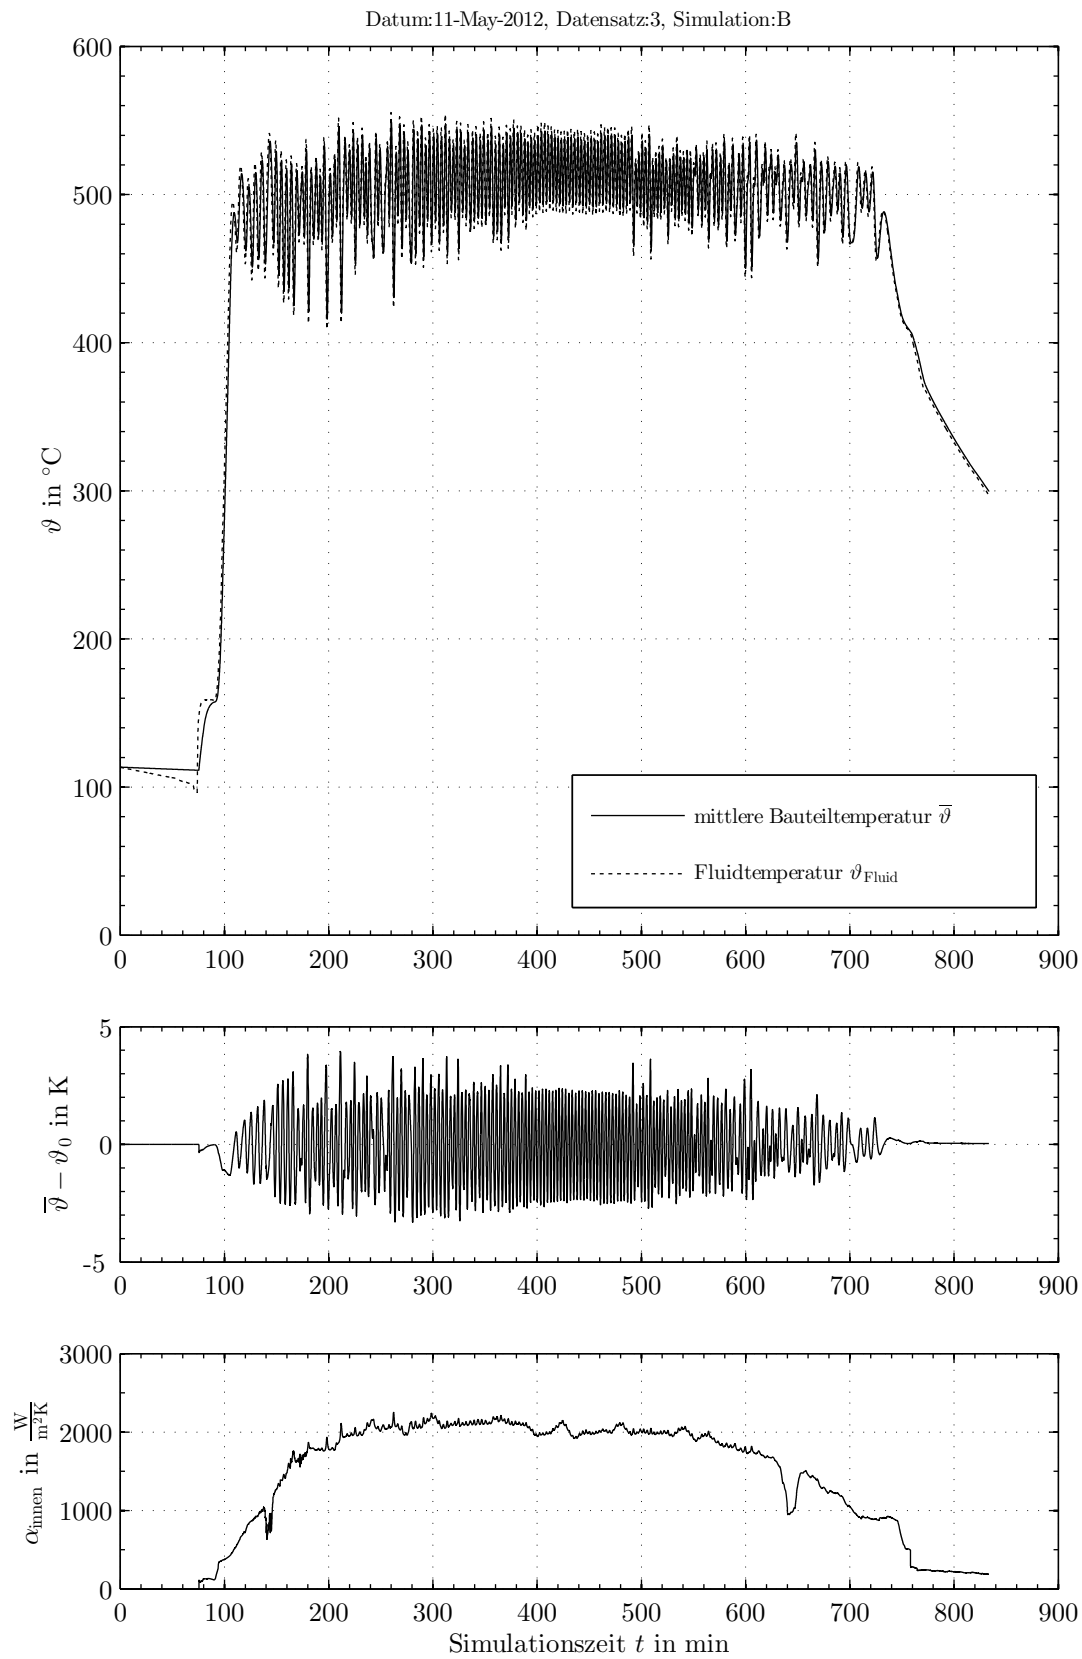 Datum:11-May-2012, Datensatz:3, Simulation:B
600
500
400
300
200
100
0
ϑ in °C
mittlere Bauteiltemperatur ϑ̅
Fluidtemperatur ϑ_Fluid
0 100 200 300 400 500 600 700 800 900
5
0
-5
ϑ̅ − ϑ₀ in K
0 100 200 300 400 500 600 700 800 900
3000
2000
1000
0
α_innen in W/m²K
0 100 200 300 400 500 600 700 800 900
Simulationszeit t in min